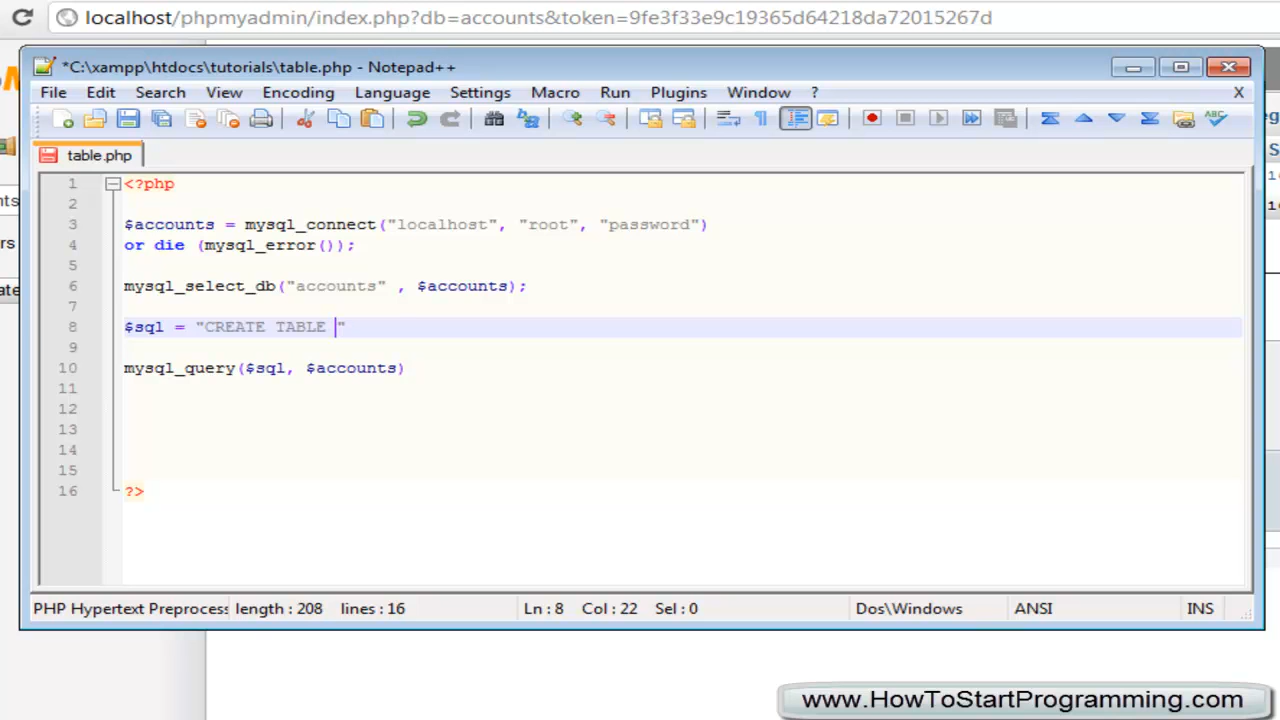 localhost/phpmyadmin/index.php?db=accounts&token=9fe3f33e9c19365d64218da72015267d
*C:\xampp\htdocs\tutorials\table.php - Notepad++
File Edit Search View Encoding Language Settings Macro Run Plugins Window ? X
table.php
1 <?php
2
3 $accounts = mysql_connect("localhost", "root", "password")
4 or die (mysql_error());
5
6 mysql_select_db("accounts" , $accounts);
7
8 $sql = "CREATE TABLE "
9
10 mysql_query($sql, $accounts)
11
12
13
14
15
16 ?>
PHP Hypertext Preprocess length : 208 lines : 16 Ln : 8 Col : 22 Sel : 0 Dos\Windows ANSI INS
www.HowToStartProgramming.com